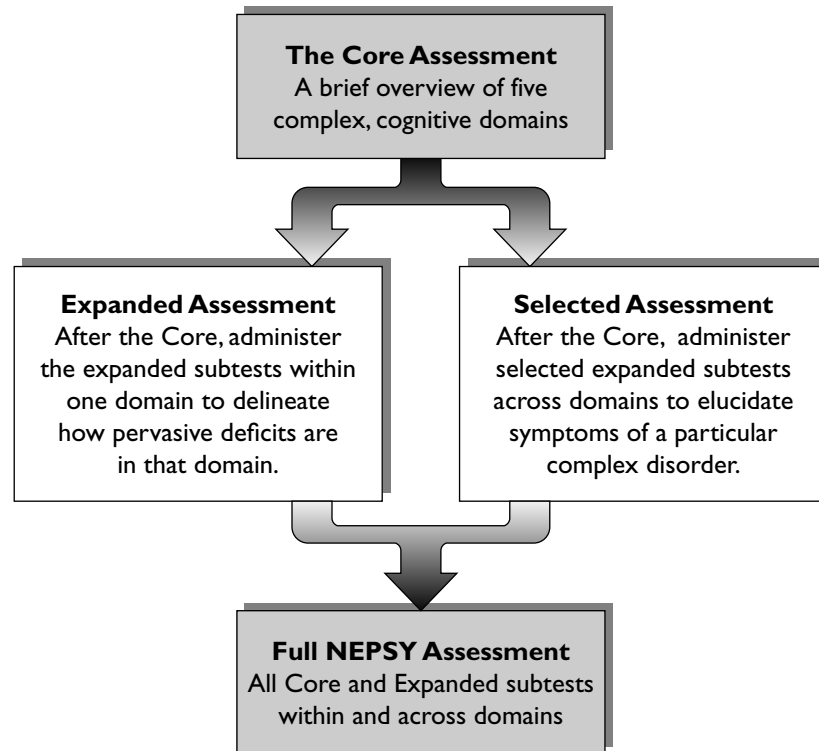 The Core Assessment
A brief overview of five
complex, cognitive domains
Expanded Assessment
After the Core, administer
the expanded subtests within
one domain to delineate
how pervasive deficits are
in that domain.
Selected Assessment
After the Core, administer
selected expanded subtests
across domains to elucidate
symptoms of a particular
complex disorder.
Full NEPSY Assessment
All Core and Expanded subtests
within and across domains